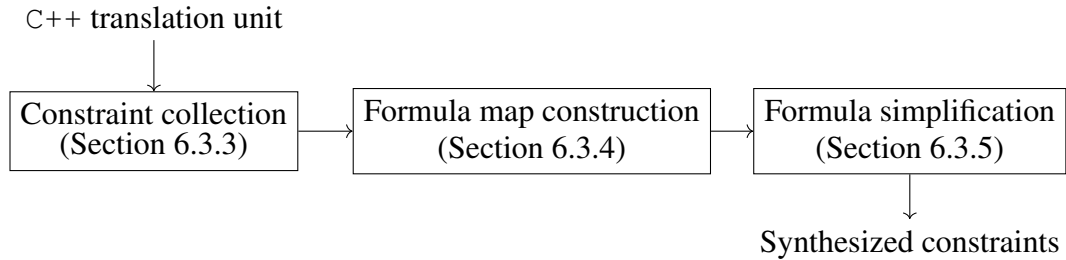 C++ translation unit
Constraint collection
(Section 6.3.3)
Formula map construction
(Section 6.3.4)
Formula simplification
(Section 6.3.5)
Synthesized constraints